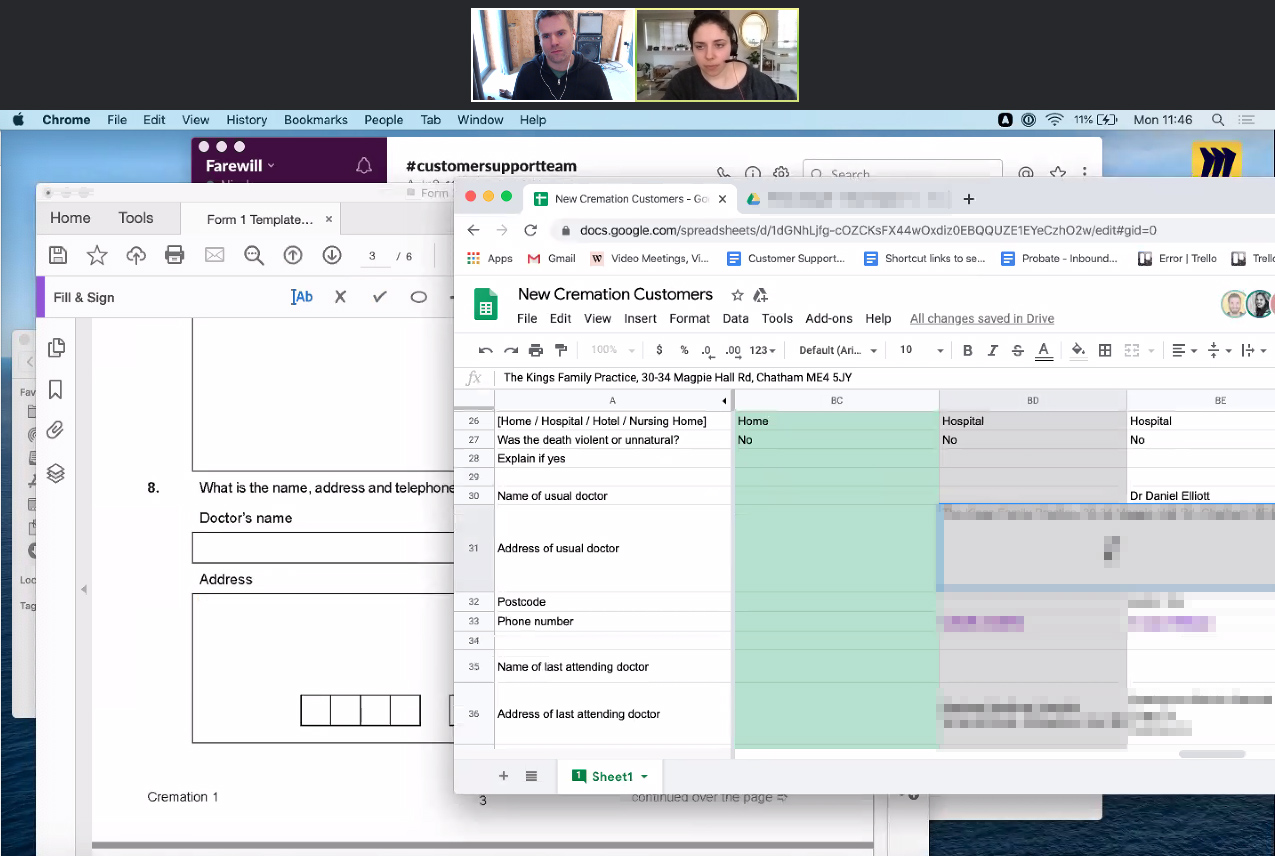 Chrome File Edit View History Bookmarks People Tab Window Help 11% Mon 11:46
Farewill
#customersupportteam
Search
Form
Home Tools Form 1 Template... ×
3 / 6
Fill & Sign
Ab
Fav
Loc
Tag
8. What is the name, address and telephone
Doctor's name
Address
Cremation 1
3
continued over the page
New Cremation Customers - Go ×
docs.google.com/spreadsheets/d/1dGNhLjfg-cOZCKsFX44wOxdiz0EBQQUZE1EYeCzhO2w/edit#gid=0
Apps Gmail Video Meetings, Vi... Customer Support... Shortcut links to se... Probate - Inbound... Error | Trello Trello
New Cremation Customers
File Edit View Insert Format Data Tools Add-ons Help All changes saved in Drive
100% $ % .0 .00 123 Default (Ari... 10 B I S A
fx The Kings Family Practice, 30-34 Magpie Hall Rd, Chatham ME4 5JY
A BC BD BE
26 [Home / Hospital / Hotel / Nursing Home] Home Hospital Hospital
27 Was the death violent or unnatural? No No No
28 Explain if yes
29
30 Name of usual doctor Dr Daniel Elliott
31 Address of usual doctor
32 Postcode
33 Phone number
34
35 Name of last attending doctor
36 Address of last attending doctor
+ 1 Sheet1